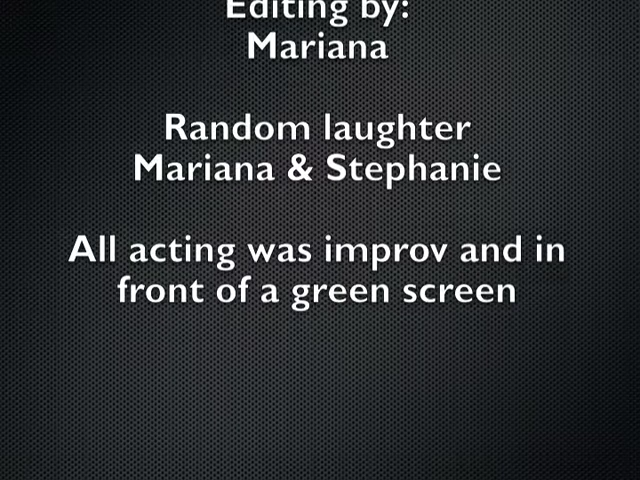 Editing by:
Mariana
Random laughter
Mariana & Stephanie
All acting was improv and in
front of a green screen